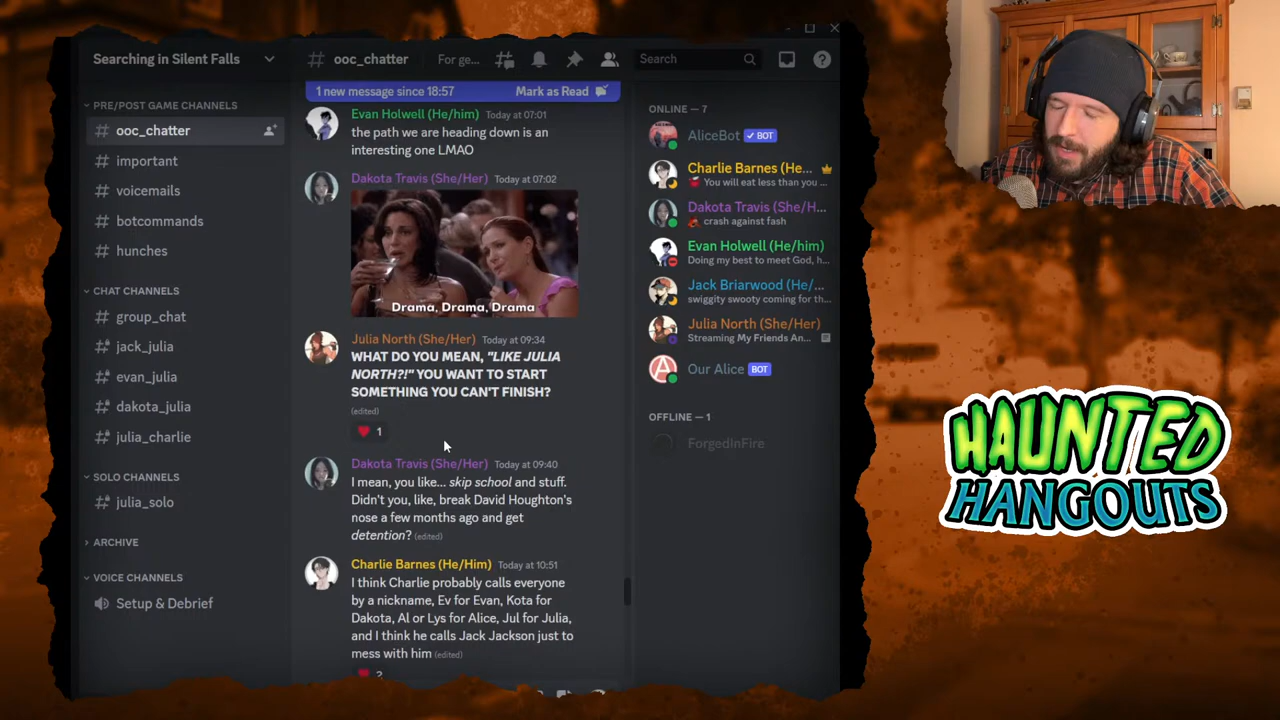 Searching in Silent Falls
PRE/POST GAME CHANNELS
# ooc_chatter
# important
# voicemails
# botcommands
# hunches
CHAT CHANNELS
# group_chat
# jack_julia
# evan_julia
# dakota_julia
# julia_charlie
SOLO CHANNELS
# julia_solo
ARCHIVE
VOICE CHANNELS
Setup & Debrief
# ooc_chatter
For ge...
Search
1 new message since 18:57 Mark as Read
Evan Holwell (He/him) Today at 07:01
the path we are heading down is an
interesting one LMAO
Dakota Travis (She/Her) Today at 07:02
Drama, Drama, Drama
Julia North (She/Her) Today at 09:34
WHAT DO YOU MEAN, "LIKE JULIA
NORTH?!" YOU WANT TO START
SOMETHING YOU CAN'T FINISH?
(edited)
1
Dakota Travis (She/Her) Today at 09:40
I mean, you like... skip school and stuff.
Didn't you, like, break David Houghton's
nose a few months ago and get
detention? (edited)
Charlie Barnes (He/Him) Today at 10:51
I think Charlie probably calls everyone
by a nickname, Ev for Evan, Kota for
Dakota, Al or Lys for Alice, Jul for Julia,
and I think he calls Jack Jackson just to
mess with him (edited)
ONLINE — 7
AliceBot ✓ BOT
Charlie Barnes (He...
You will eat less than you ...
Dakota Travis (She/H...
crash against fash
Evan Holwell (He/him)
Doing my best to meet God, h...
Jack Briarwood (He/...
swiggity swooty coming for th...
Julia North (She/Her)
Streaming My Friends An...
Our Alice BOT
OFFLINE — 1
ForgedInFire
HAUNTED
HANGOUTS